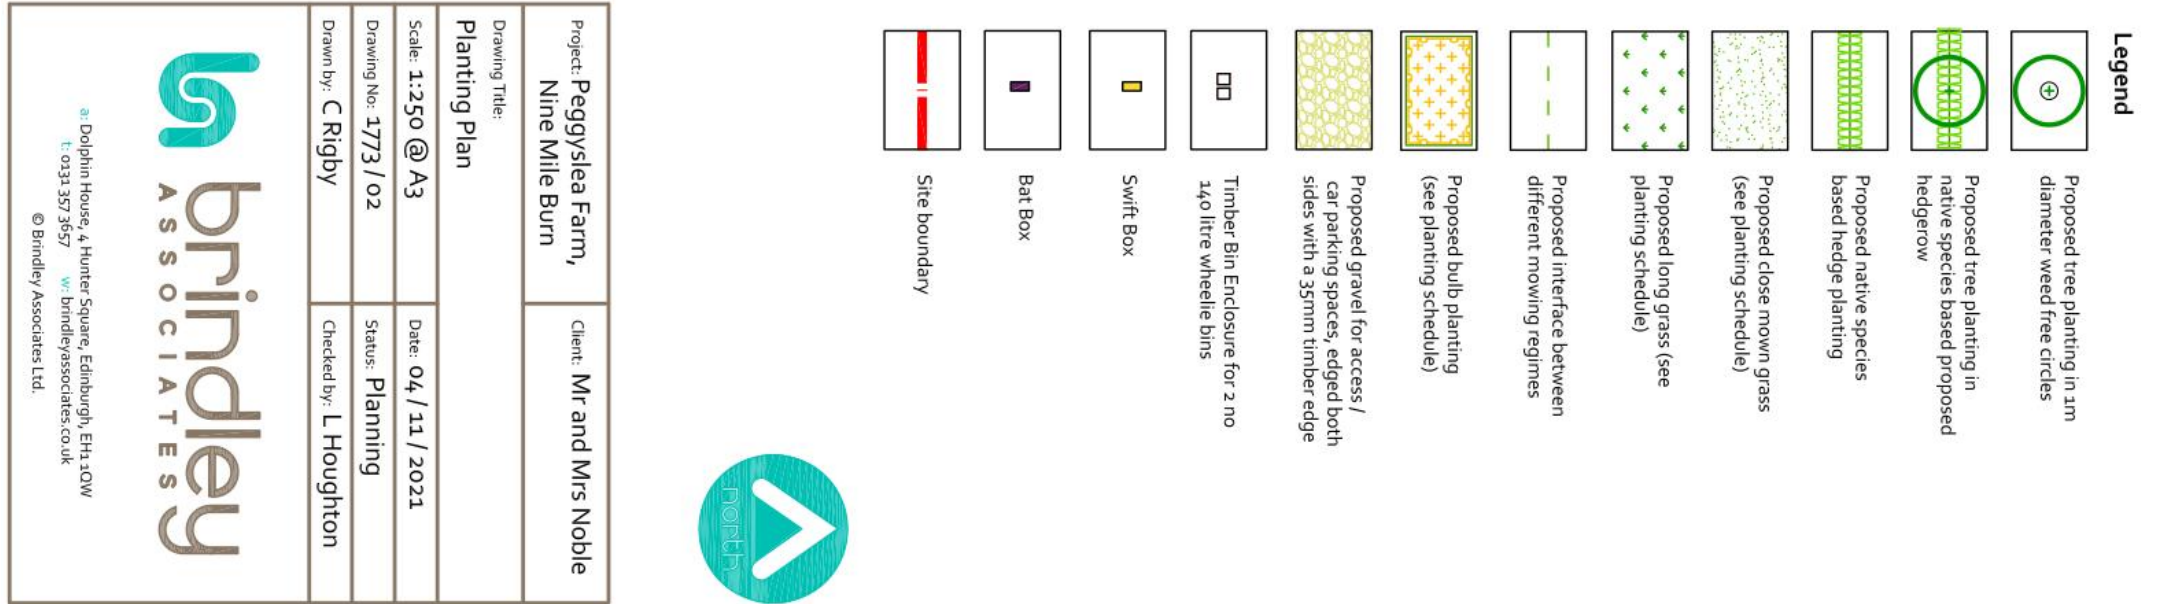 Legend
Proposed tree planting in 1m
diameter weed free circles
Proposed tree planting in
native species based proposed
hedgerow
Proposed native species
based hedge planting
Proposed close mown grass
(see planting schedule)
Proposed long grass (see
planting schedule)
Proposed interface between
different mowing regimes
Proposed bulb planting
(see planting schedule)
Proposed gravel for access /
car parking spaces, edged both
sides with a 35mm timber edge
Timber Bin Enclosure for 2 no
140 litre wheelie bins
Swift Box
Bat Box
Site boundary
north
Project: Peggyslea Farm,
Nine Mile Burn
Client: Mr and Mrs Noble
Drawing Title:
Planting Plan
Scale: 1:250 @ A3
Date: 04 / 11 / 2021
Drawing No: 1773 / 02
Status: Planning
Drawn by: C Rigby
Checked by: L Houghton
brindley
ASSOCIATES
a: Dolphin House, 4 Hunter Square, Edinburgh, EH1 1QW
t: 0131 357 3657 w: brindleyassociates.co.uk
© Brindley Associates Ltd.